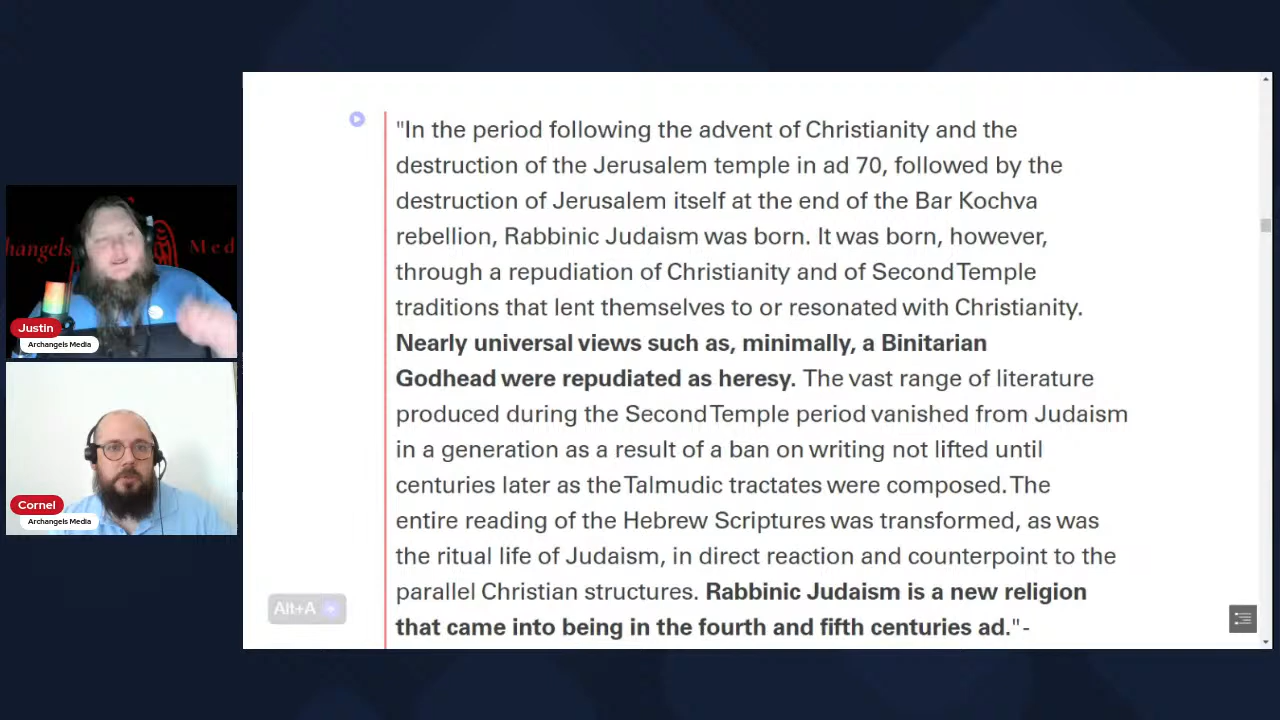 "In the period following the advent of Christianity and the
destruction of the Jerusalem temple in ad 70, followed by the
destruction of Jerusalem itself at the end of the Bar Kochva
rebellion, Rabbinic Judaism was born. It was born, however,
through a repudiation of Christianity and of Second Temple
traditions that lent themselves to or resonated with Christianity.
Nearly universal views such as, minimally, a Binitarian
Godhead were repudiated as heresy. The vast range of literature
produced during the Second Temple period vanished from Judaism
in a generation as a result of a ban on writing not lifted until
centuries later as the Talmudic tractates were composed. The
entire reading of the Hebrew Scriptures was transformed, as was
the ritual life of Judaism, in direct reaction and counterpoint to the
parallel Christian structures. Rabbinic Judaism is a new religion
that came into being in the fourth and fifth centuries ad."-
Alt+A
changels Med
Justin
Archangels Media
Cornel
Archangels Media